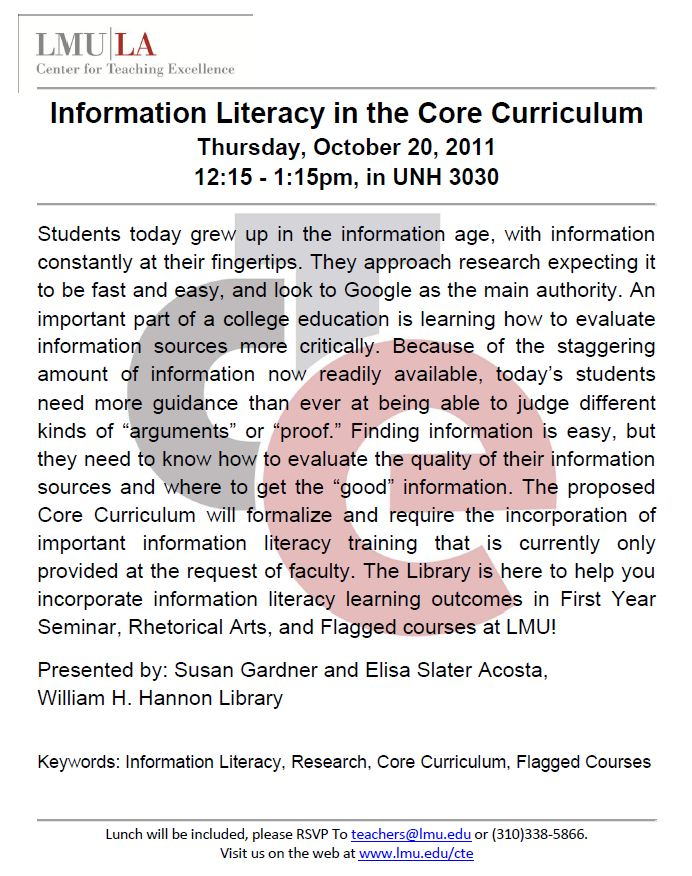 LMU|LA
Center for Teaching Excellence
Information Literacy in the Core Curriculum
Thursday, October 20, 2011
12:15 - 1:15pm, in UNH 3030
Students today grew up in the information age, with information
constantly at their fingertips. They approach research expecting it
to be fast and easy, and look to Google as the main authority. An
important part of a college education is learning how to evaluate
information sources more critically. Because of the staggering
amount of information now readily available, today’s students
need more guidance than ever at being able to judge different
kinds of “arguments” or “proof.” Finding information is easy, but
they need to know how to evaluate the quality of their information
sources and where to get the “good” information. The proposed
Core Curriculum will formalize and require the incorporation of
important information literacy training that is currently only
provided at the request of faculty. The Library is here to help you
incorporate information literacy learning outcomes in First Year
Seminar, Rhetorical Arts, and Flagged courses at LMU!
cte
Presented by: Susan Gardner and Elisa Slater Acosta,
William H. Hannon Library
Keywords: Information Literacy, Research, Core Curriculum, Flagged Courses
Lunch will be included, please RSVP To teachers@lmu.edu or (310)338-5866.
Visit us on the web at www.lmu.edu/cte